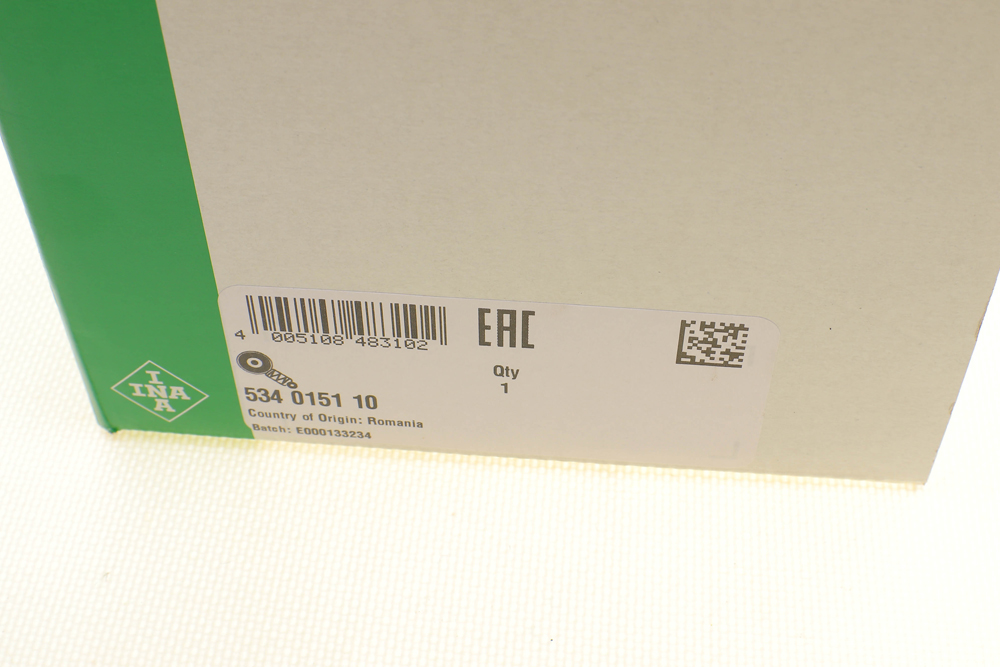 4 005108 483102
EAC
Qty
1
534 0151 10
Country of Origin: Romania
Batch: E000133234
I
INA
A